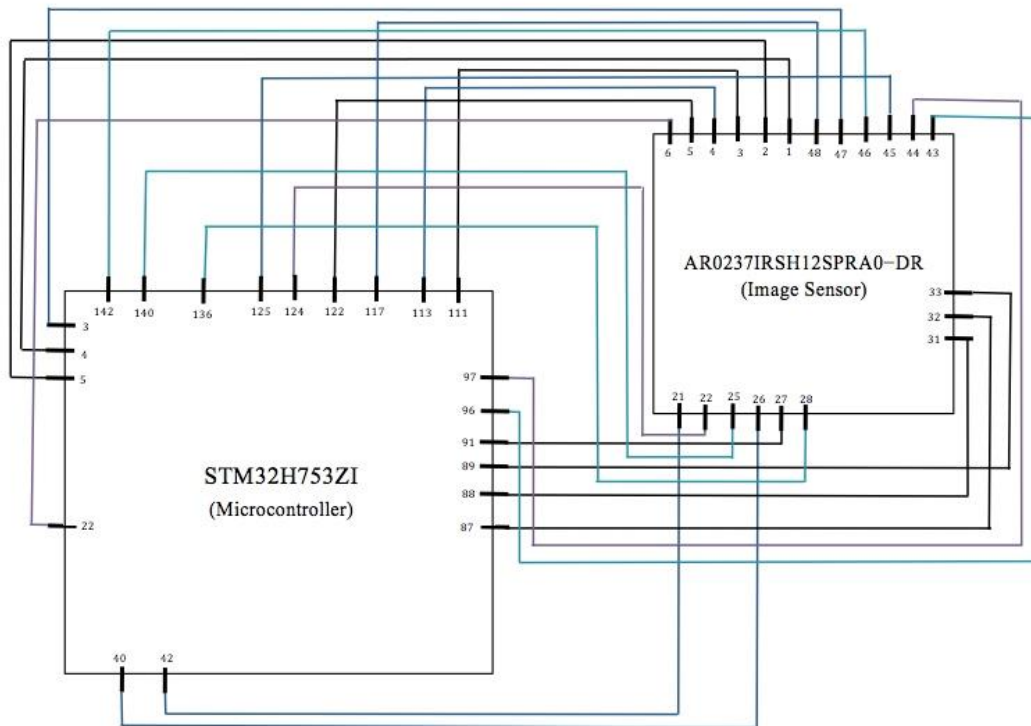 6 5 4 3 2 1 48 47 46 45 44 43
AR0237IRSH12SPRA0-DR
(Image Sensor)
33
32
31
142 140 136 125 124 122 117 113 111
3
4
5
97
21 22 25 26 27 28
96
91
89
88
87
STM32H753ZI
(Microcontroller)
22
40 42